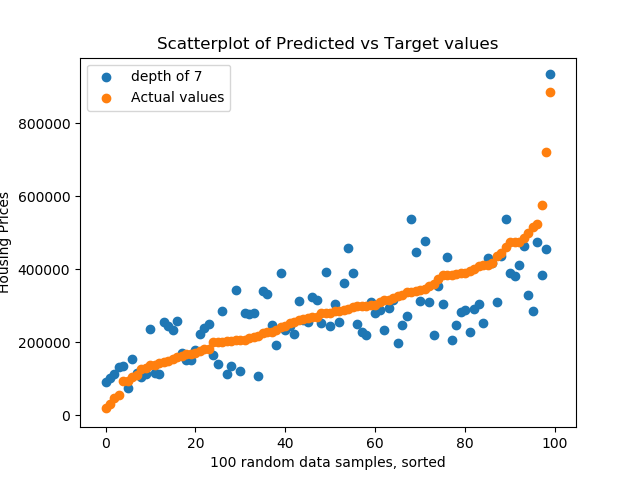 Scatterplot of Predicted vs Target values
depth of 7
Actual values
Housing Prices
800000
600000
400000
200000
0
0 20 40 60 80 100
100 random data samples, sorted